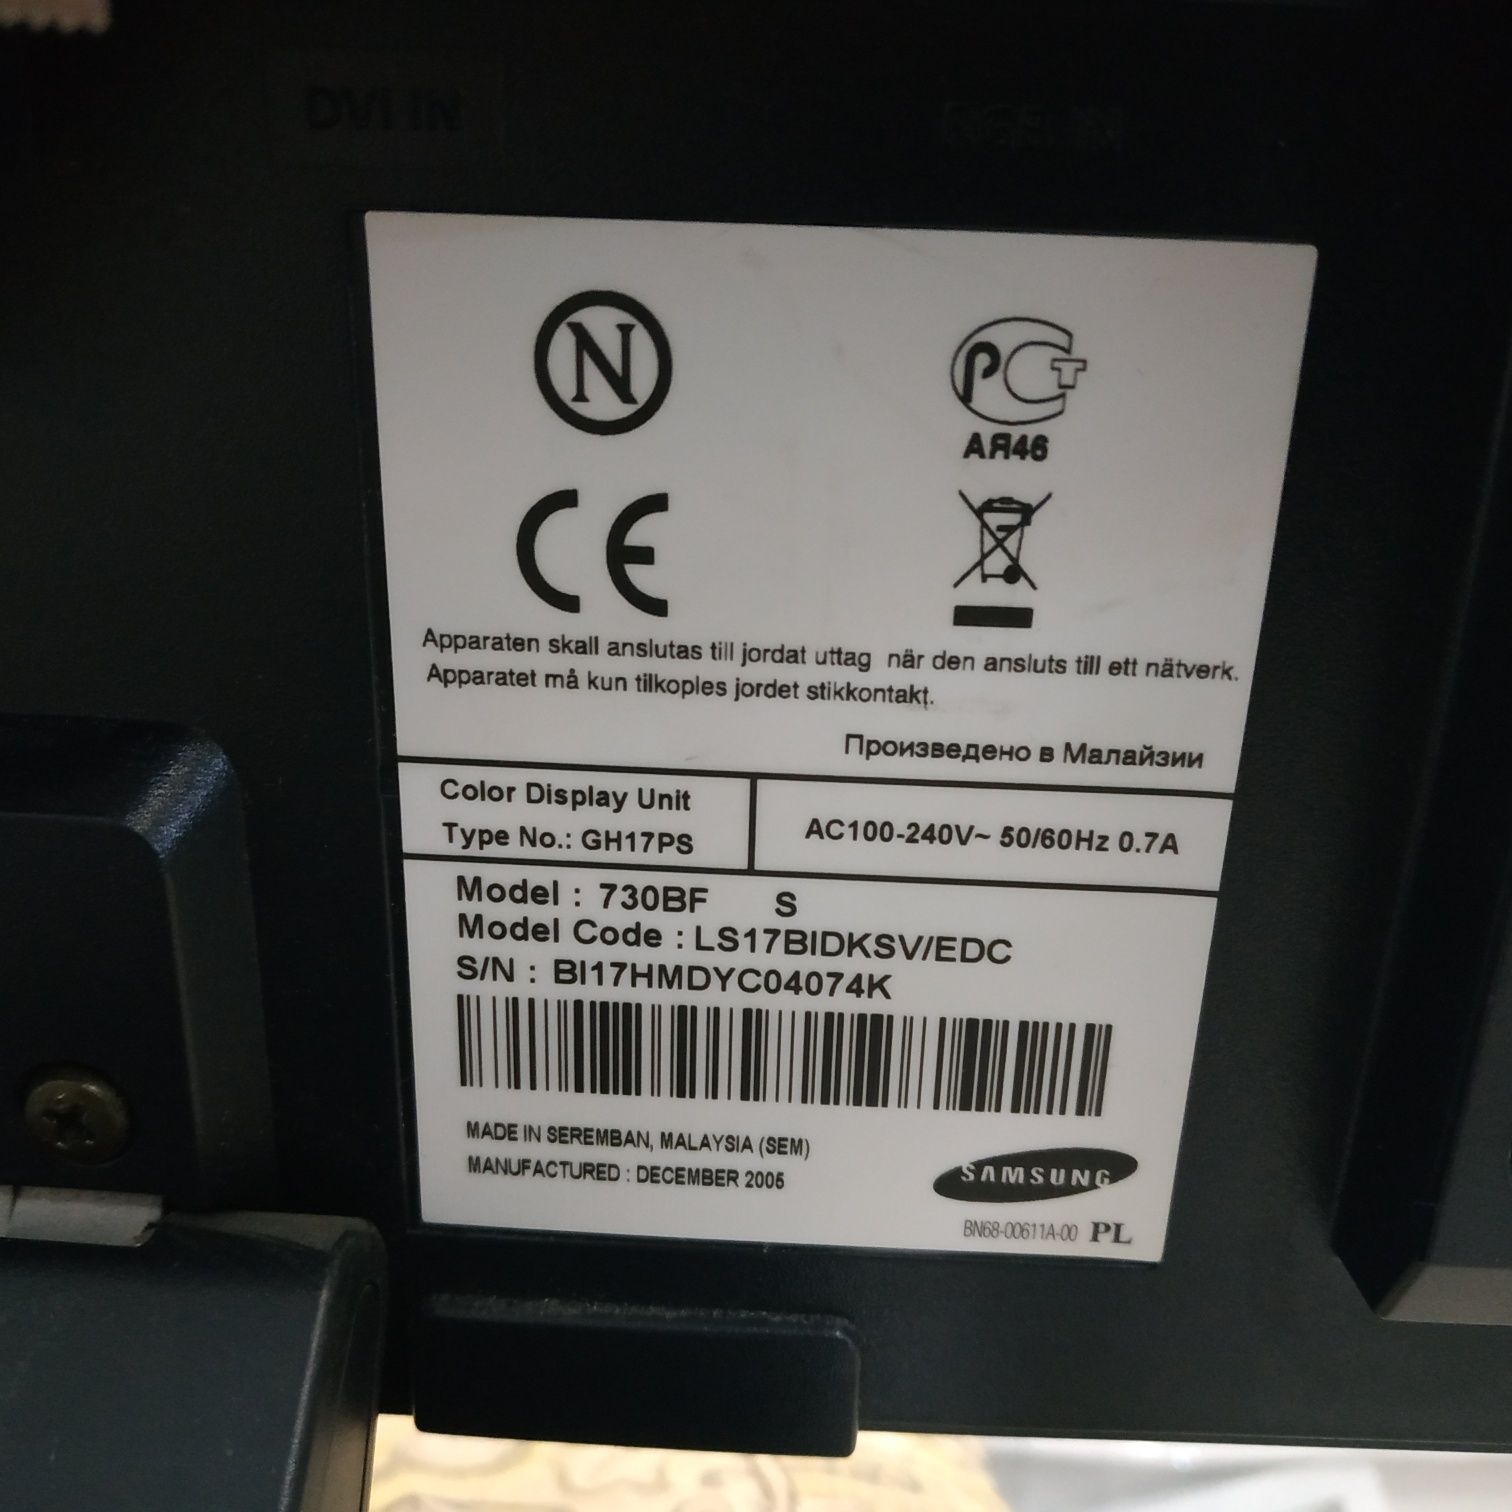 DVI IN
N
РСТ
АЯ46
CE
Apparaten skall anslutas till jordat uttag när den ansluts till ett nätverk.
Apparatet må kun tilkoples jordet stikkontakt.
Произведено в Малайзии
Color Display Unit
Type No.: GH17PS
AC100-240V~ 50/60Hz 0.7A
Model : 730BF S
Model Code : LS17BIDKSV/EDC
S/N : BI17HMDYC04074K
MADE IN SEREMBAN, MALAYSIA (SEM)
MANUFACTURED : DECEMBER 2005
SAMSUNG
BN68-00611A-00 PL